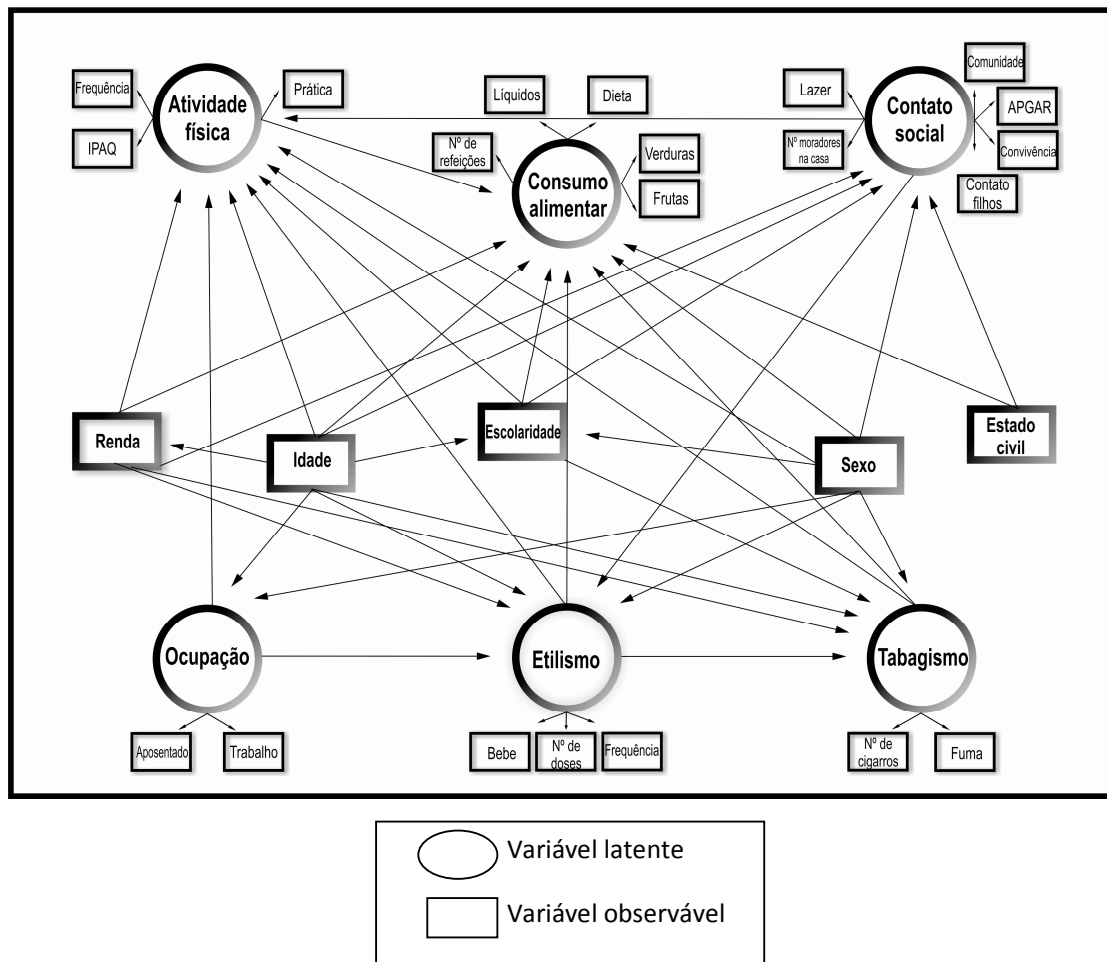 Frequência
IPAQ
Atividade
física
Prática
Líquidos
Dieta
Nº de
refeições
Consumo
alimentar
Verduras
Frutas
Lazer
Nº moradores
na casa
Contato
social
Comunidade
APGAR
Convivência
Contato
filhos
Renda
Idade
Escolaridade
Sexo
Estado
civil
Ocupação
Aposentado
Trabalho
Etilismo
Bebe
Nº de
doses
Frequência
Tabagismo
Nº de
cigarros
Fuma
Variável latente
Variável observável